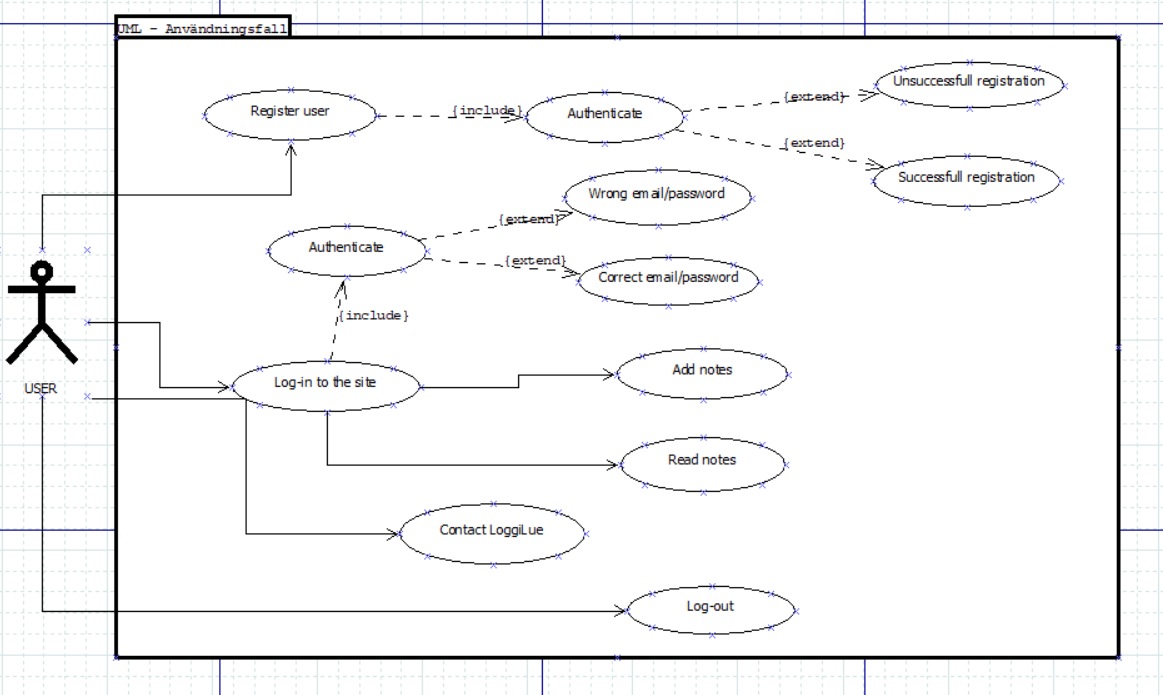 UML - Användningsfall
Unsuccessfull registration
Register user
{include}
Authenticate
{extend}
{extend}
Successfull registration
Wrong email/password
{extend}
Authenticate
{extend}
Correct email/password
{include}
USER
Log-in to the site
Add notes
Read notes
Contact LoggiLue
Log-out